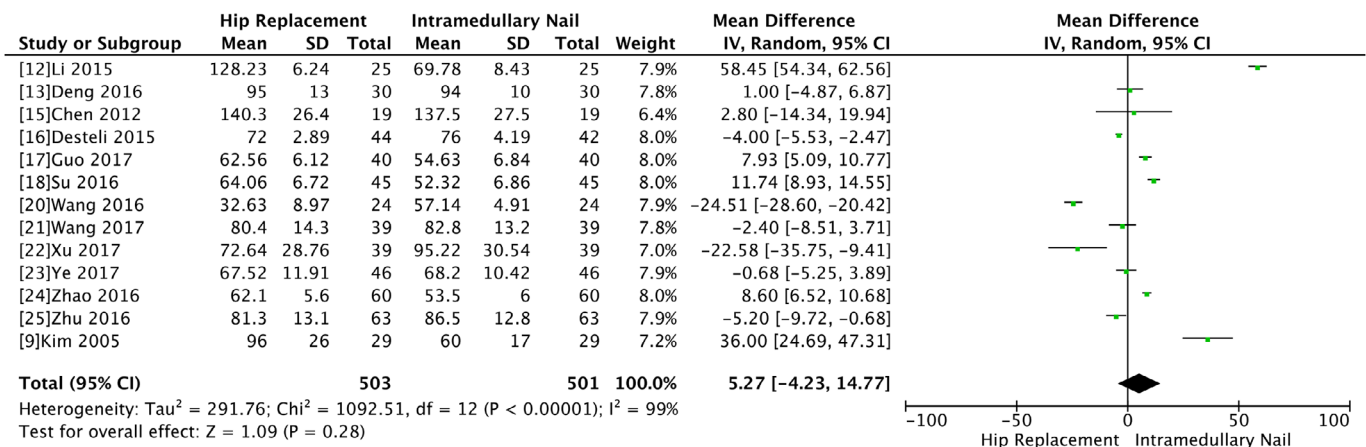 Hip Replacement Intramedullary Nail Mean Difference Mean Difference
Study or Subgroup Mean SD Total Mean SD Total Weight IV, Random, 95% CI IV, Random, 95% CI
[12]Li 2015 128.23 6.24 25 69.78 8.43 25 7.9% 58.45 [54.34, 62.56]
[13]Deng 2016 95 13 30 94 10 30 7.8% 1.00 [−4.87, 6.87]
[15]Chen 2012 140.3 26.4 19 137.5 27.5 19 6.4% 2.80 [−14.34, 19.94]
[16]Desteli 2015 72 2.89 44 76 4.19 42 8.0% −4.00 [−5.53, −2.47]
[17]Guo 2017 62.56 6.12 40 54.63 6.84 40 8.0% 7.93 [5.09, 10.77]
[18]Su 2016 64.06 6.72 45 52.32 6.86 45 8.0% 11.74 [8.93, 14.55]
[20]Wang 2016 32.63 8.97 24 57.14 4.91 24 7.9% −24.51 [−28.60, −20.42]
[21]Wang 2017 80.4 14.3 39 82.8 13.2 39 7.8% −2.40 [−8.51, 3.71]
[22]Xu 2017 72.64 28.76 39 95.22 30.54 39 7.0% −22.58 [−35.75, −9.41]
[23]Ye 2017 67.52 11.91 46 68.2 10.42 46 7.9% −0.68 [−5.25, 3.89]
[24]Zhao 2016 62.1 5.6 60 53.5 6 60 8.0% 8.60 [6.52, 10.68]
[25]Zhu 2016 81.3 13.1 63 86.5 12.8 63 7.9% −5.20 [−9.72, −0.68]
[9]Kim 2005 96 26 29 60 17 29 7.2% 36.00 [24.69, 47.31]
Total (95% CI) 503 501 100.0% 5.27 [−4.23, 14.77]
Heterogeneity: Tau² = 291.76; Chi² = 1092.51, df = 12 (P < 0.00001); I² = 99%
Test for overall effect: Z = 1.09 (P = 0.28)
−100 −50 0 50 100
Hip Replacement Intramedullary Nail